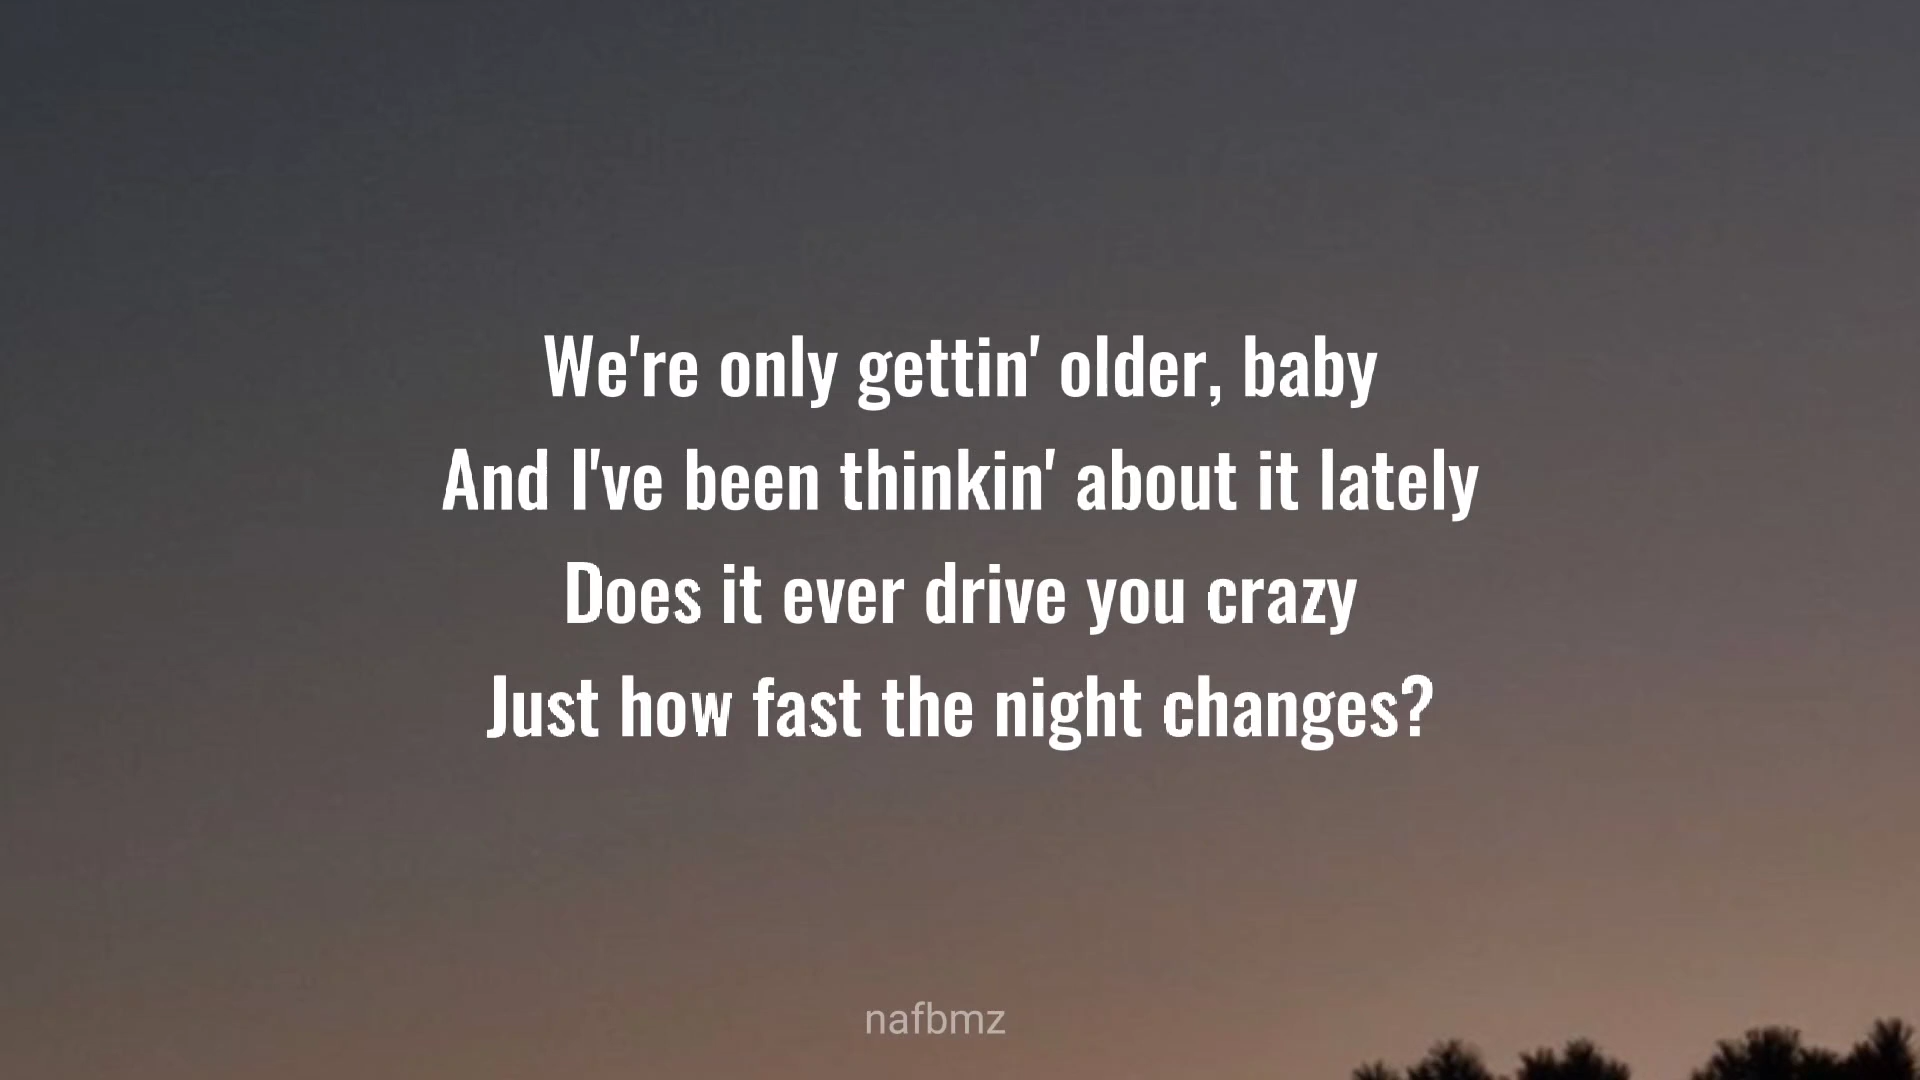 We're only gettin' older, baby
And I've been thinkin' about it lately
Does it ever drive you crazy
Just how fast the night changes?
nafbmz